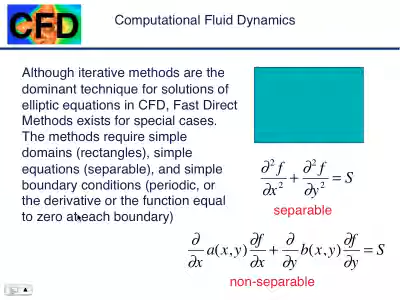 CFD
Computational Fluid Dynamics
Although iterative methods are the
dominant technique for solutions of
elliptic equations in CFD, Fast Direct
Methods exists for special cases.
The methods require simple
domains (rectangles), simple
equations (separable), and simple
boundary conditions (periodic, or
the derivative or the function equal
to zero at each boundary)
∂²f/∂x² + ∂²f/∂y² = S
separable
∂/∂x a(x,y) ∂f/∂x + ∂/∂y b(x,y) ∂f/∂y = S
non-separable